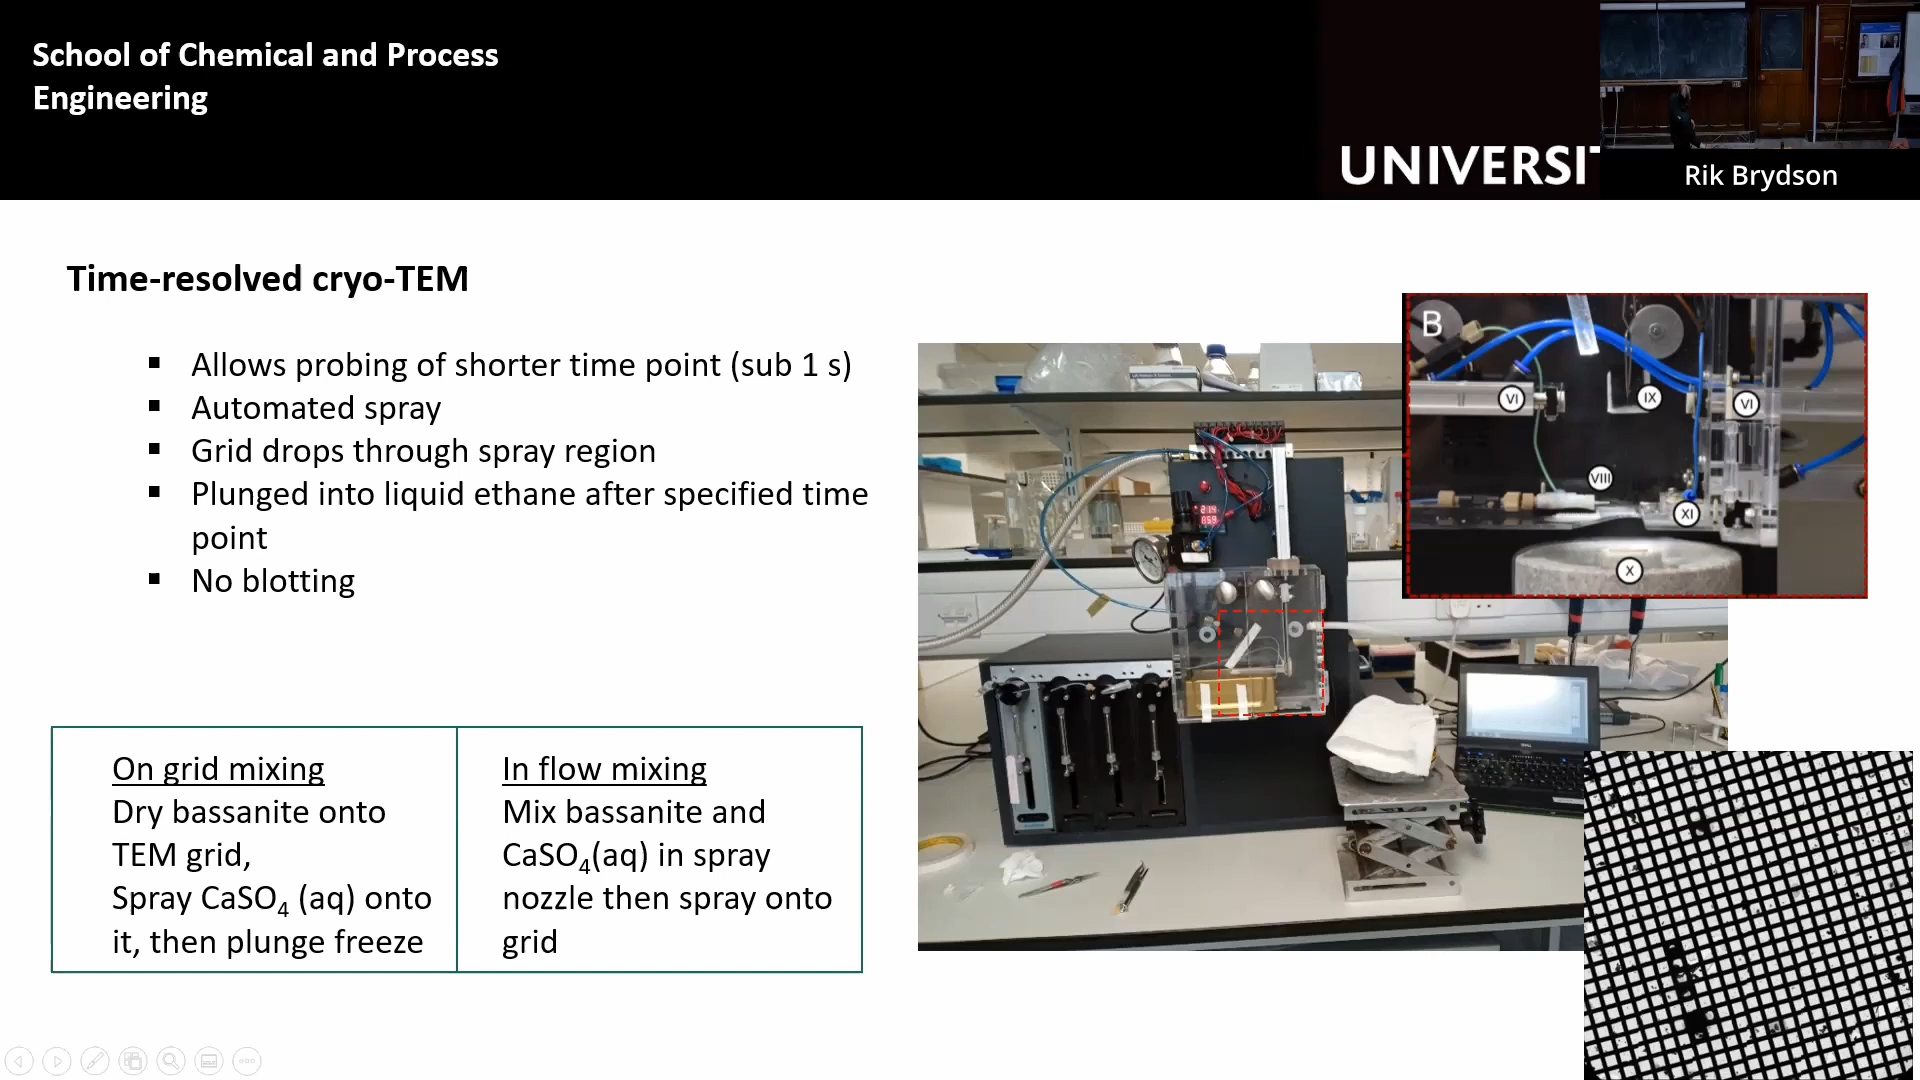 School of Chemical and Process
Engineering
UNIVERSI
Rik Brydson
Time-resolved cryo-TEM
▪ Allows probing of shorter time point (sub 1 s)
▪ Automated spray
▪ Grid drops through spray region
▪ Plunged into liquid ethane after specified time
point
▪ No blotting
On grid mixing
Dry bassanite onto
TEM grid,
Spray CaSO₄ (aq) onto
it, then plunge freeze
In flow mixing
Mix bassanite and
CaSO₄(aq) in spray
nozzle then spray onto
grid
B
VI
IX
VI
VIII
XI
X